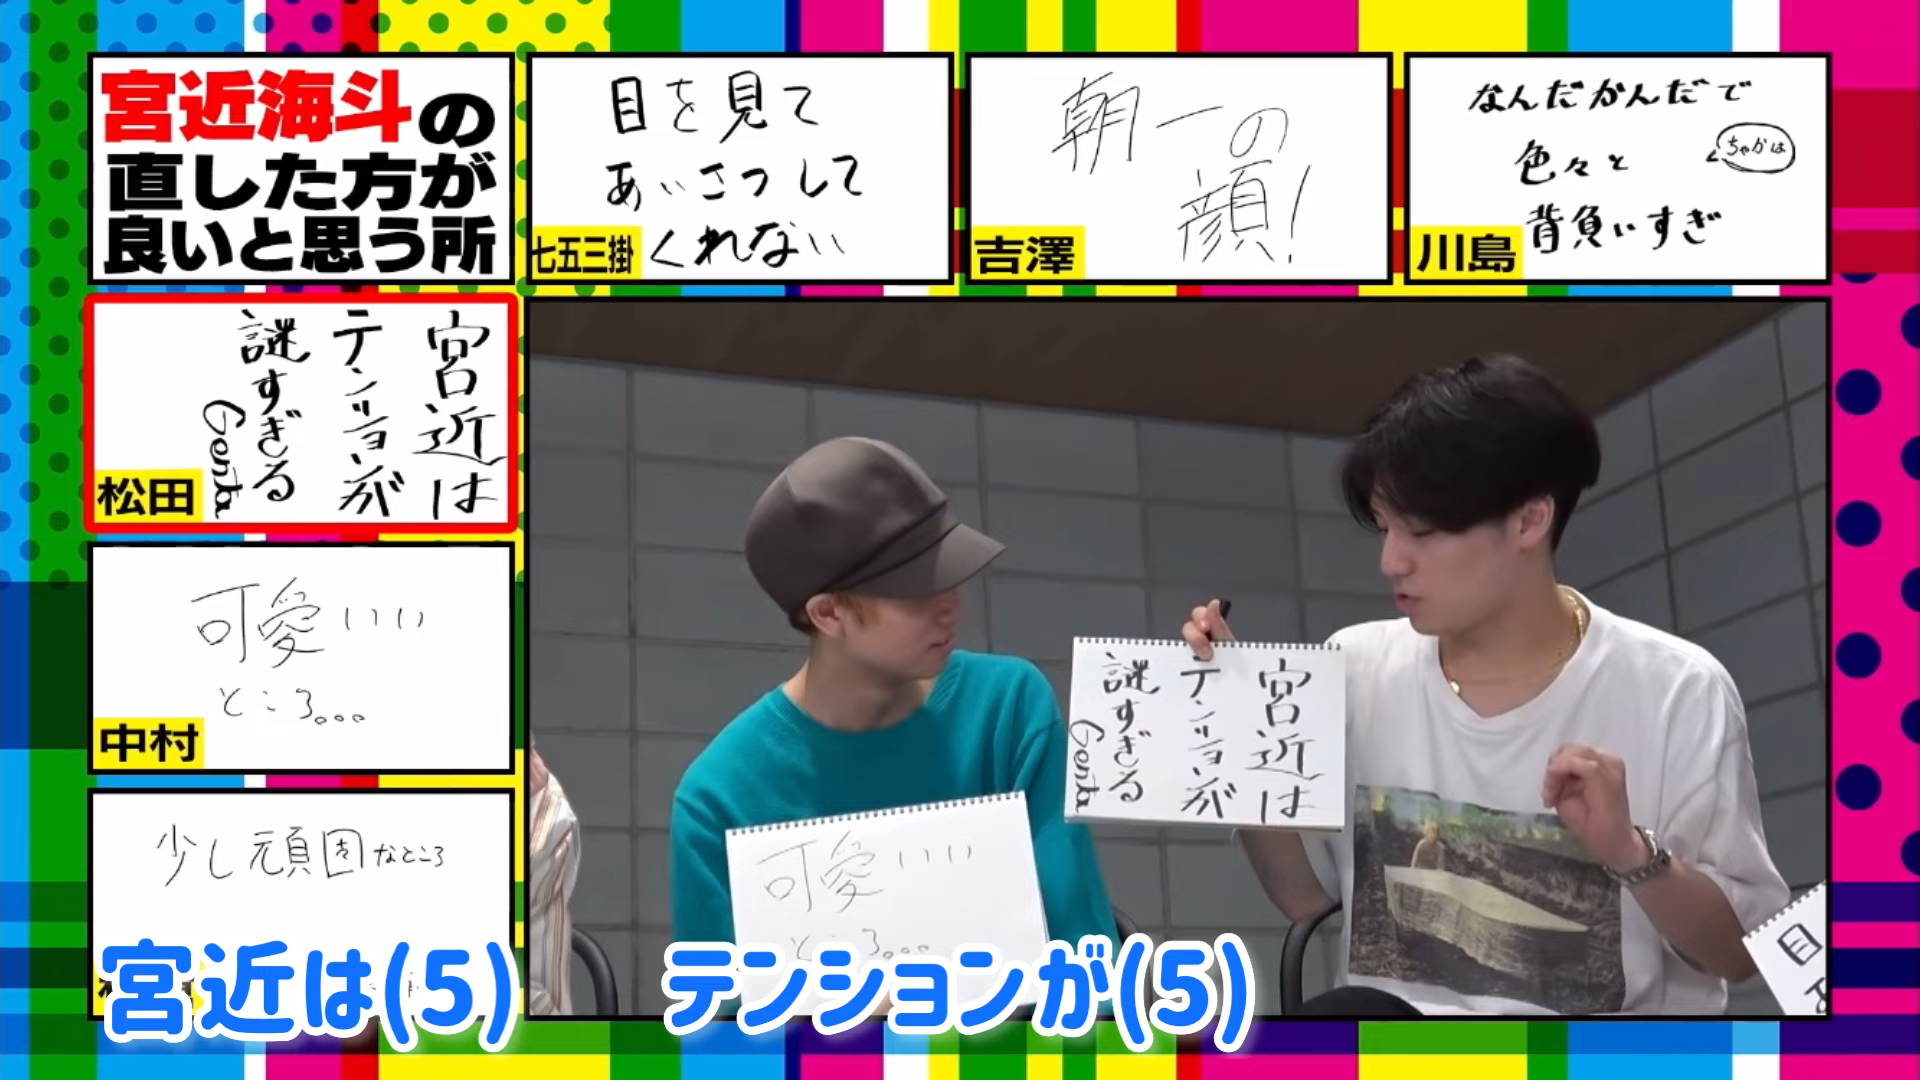 宮近海斗の
直した方が
良いと思う所
目を見て
あいさつして
くれない
七五三掛
朝一の
顔!
吉澤
なんだかんだで
色々と
ちゃかは
背負いすぎ
川島
宮近は
テンションが
謎すぎる
Genta
松田
可愛いい
ところ。。。
中村
少し頑固なところ
宮近は
テンションが
謎すぎる
Genta
可愛いい
ところ。。。
目
宮近は(5)
テンションが(5)